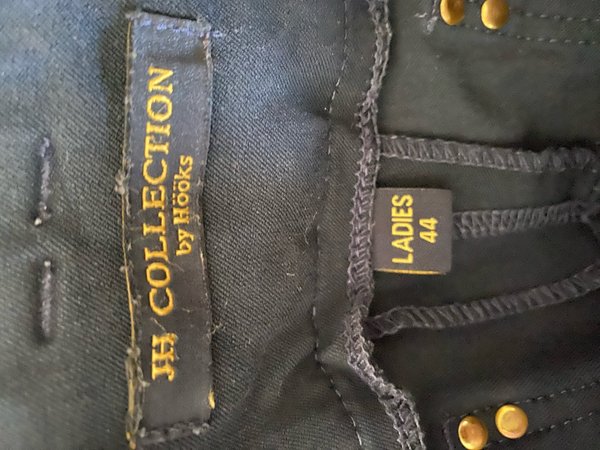 JH COLLECTION
by Hööks
LADIES
44